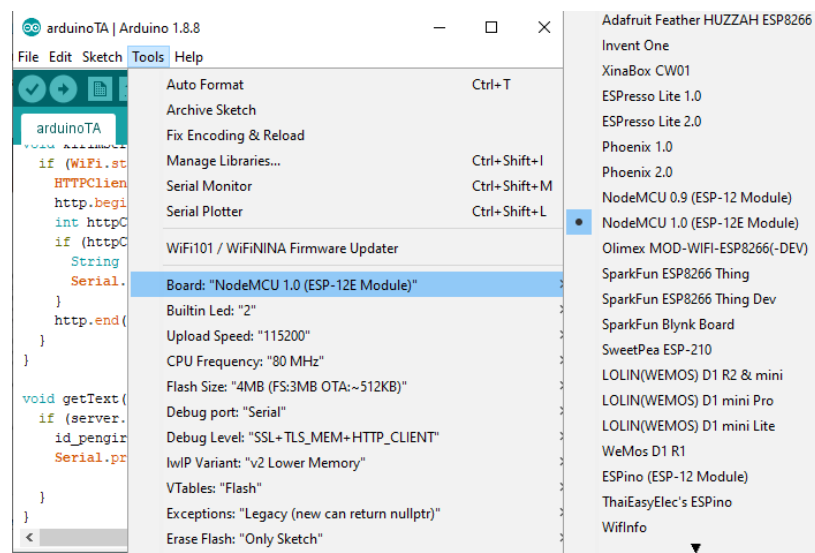 arduinoTA | Arduino 1.8.8
File Edit Sketch Tools Help
arduinoTA
if (WiFi.st
HTTPClien
http.begi
int httpC
if (httpC
String
Serial.
}
http.end(
}
}
void getText(
if (server.
id_pengir
Serial.pr
}
}
Auto Format Ctrl+T
Archive Sketch
Fix Encoding & Reload
Manage Libraries... Ctrl+Shift+I
Serial Monitor Ctrl+Shift+M
Serial Plotter Ctrl+Shift+L
WiFi101 / WiFiNINA Firmware Updater
Board: "NodeMCU 1.0 (ESP-12E Module)"
Builtin Led: "2"
Upload Speed: "115200"
CPU Frequency: "80 MHz"
Flash Size: "4MB (FS:3MB OTA:~512KB)"
Debug port: "Serial"
Debug Level: "SSL+TLS_MEM+HTTP_CLIENT"
lwIP Variant: "v2 Lower Memory"
VTables: "Flash"
Exceptions: "Legacy (new can return nullptr)"
Erase Flash: "Only Sketch"
Adafruit Feather HUZZAH ESP8266
Invent One
XinaBox CW01
ESPresso Lite 1.0
ESPresso Lite 2.0
Phoenix 1.0
Phoenix 2.0
NodeMCU 0.9 (ESP-12 Module)
NodeMCU 1.0 (ESP-12E Module)
Olimex MOD-WIFI-ESP8266(-DEV)
SparkFun ESP8266 Thing
SparkFun ESP8266 Thing Dev
SparkFun Blynk Board
SweetPea ESP-210
LOLIN(WEMOS) D1 R2 & mini
LOLIN(WEMOS) D1 mini Pro
LOLIN(WEMOS) D1 mini Lite
WeMos D1 R1
ESPino (ESP-12 Module)
ThaiEasyElec's ESPino
WifInfo